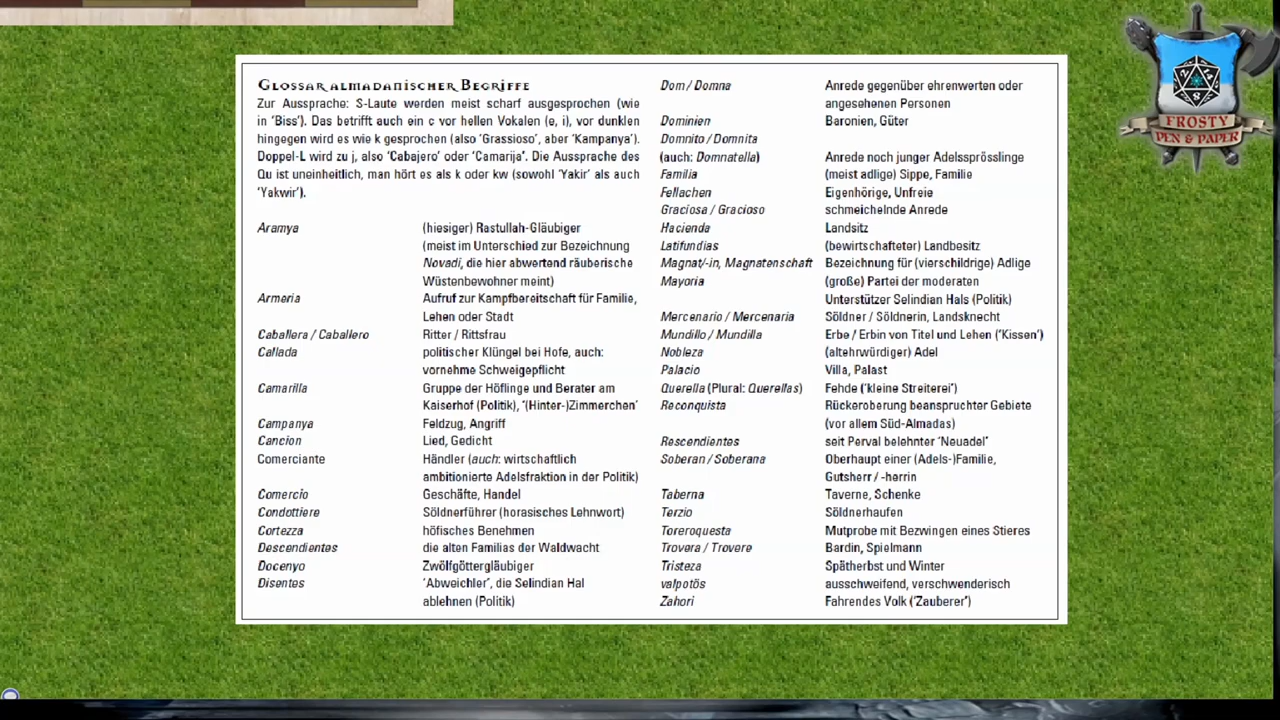 Glossar almadanischer Begriffe
Zur Aussprache: S-Laute werden meist scharf ausgesprochen (wie
in ‘Biss’). Das betrifft auch ein c vor hellen Vokalen (e, i), vor dunklen
hingegen wird es wie k gesprochen (also ‘Grassioso’, aber ‘Kampanya’).
Doppel-L wird zu j, also ‘Cabajero’ oder ‘Camarija’. Die Aussprache des
Qu ist uneinheitlich, man hört es als k oder kw (sowohl ‘Yakir’ als auch
‘Yakwir’).
Aramya (hiesiger) Rastullah-Gläubiger
(meist im Unterschied zur Bezeichnung
Novadi, die hier abwertend räuberische
Wüstenbewohner meint)
Armeria Aufruf zur Kampfbereitschaft für Familie,
Lehen oder Stadt
Caballera / Caballero Ritter / Rittsfrau
Callada politischer Klüngel bei Hofe, auch:
vornehme Schweigepflicht
Camarilla Gruppe der Höflinge und Berater am
Kaiserhof (Politik), ‘(Hinter-)Zimmerchen’
Campanya Feldzug, Angriff
Cancion Lied, Gedicht
Comerciante Händler (auch: wirtschaftlich
ambitionierte Adelsfraktion in der Politik)
Comercio Geschäfte, Handel
Condottiere Söldnerführer (horasisches Lehnwort)
Cortezza höfisches Benehmen
Descendientes die alten Familias der Waldwacht
Docenyo Zwölfgöttergläubiger
Disentes ‘Abweichler’, die Selindian Hal
ablehnen (Politik)
Dom / Domna Anrede gegenüber ehrenwerten oder
angesehenen Personen
Dominien Baronien, Güter
Domnito / Domnita
(auch: Domnatella) Anrede noch junger Adelssprösslinge
Familia (meist adlige) Sippe, Familie
Fellachen Eigenhörige, Unfreie
Graciosa / Gracioso schmeichelnde Anrede
Hacienda Landsitz
Latifundias (bewirtschafteter) Landbesitz
Magnat/-in, Magnatenschaft Bezeichnung für (vierschildrige) Adlige
Mayoria (große) Partei der moderaten
Unterstützer Selindian Hals (Politik)
Mercenario / Mercenaria Söldner / Söldnerin, Landsknecht
Mundillo / Mundilla Erbe / Erbin von Titel und Lehen (‘Kissen’)
Nobleza (altehrwürdiger) Adel
Palacio Villa, Palast
Querella (Plural: Querellas) Fehde (‘kleine Streiterei’)
Reconquista Rückeroberung beanspruchter Gebiete
(vor allem Süd-Almadas)
Rescendientes seit Perval belehnter ‘Neuadel’
Soberan / Soberana Oberhaupt einer (Adels-)Familie,
Gutsherr / -herrin
Taberna Taverne, Schenke
Terzio Söldnerhaufen
Toreroquesta Mutprobe mit Bezwingen eines Stieres
Trovera / Trovere Bardin, Spielmann
Tristeza Spätherbst und Winter
valpotös ausschweifend, verschwenderisch
Zahori Fahrendes Volk (‘Zauberer’)
FROSTY
PEN & PAPER